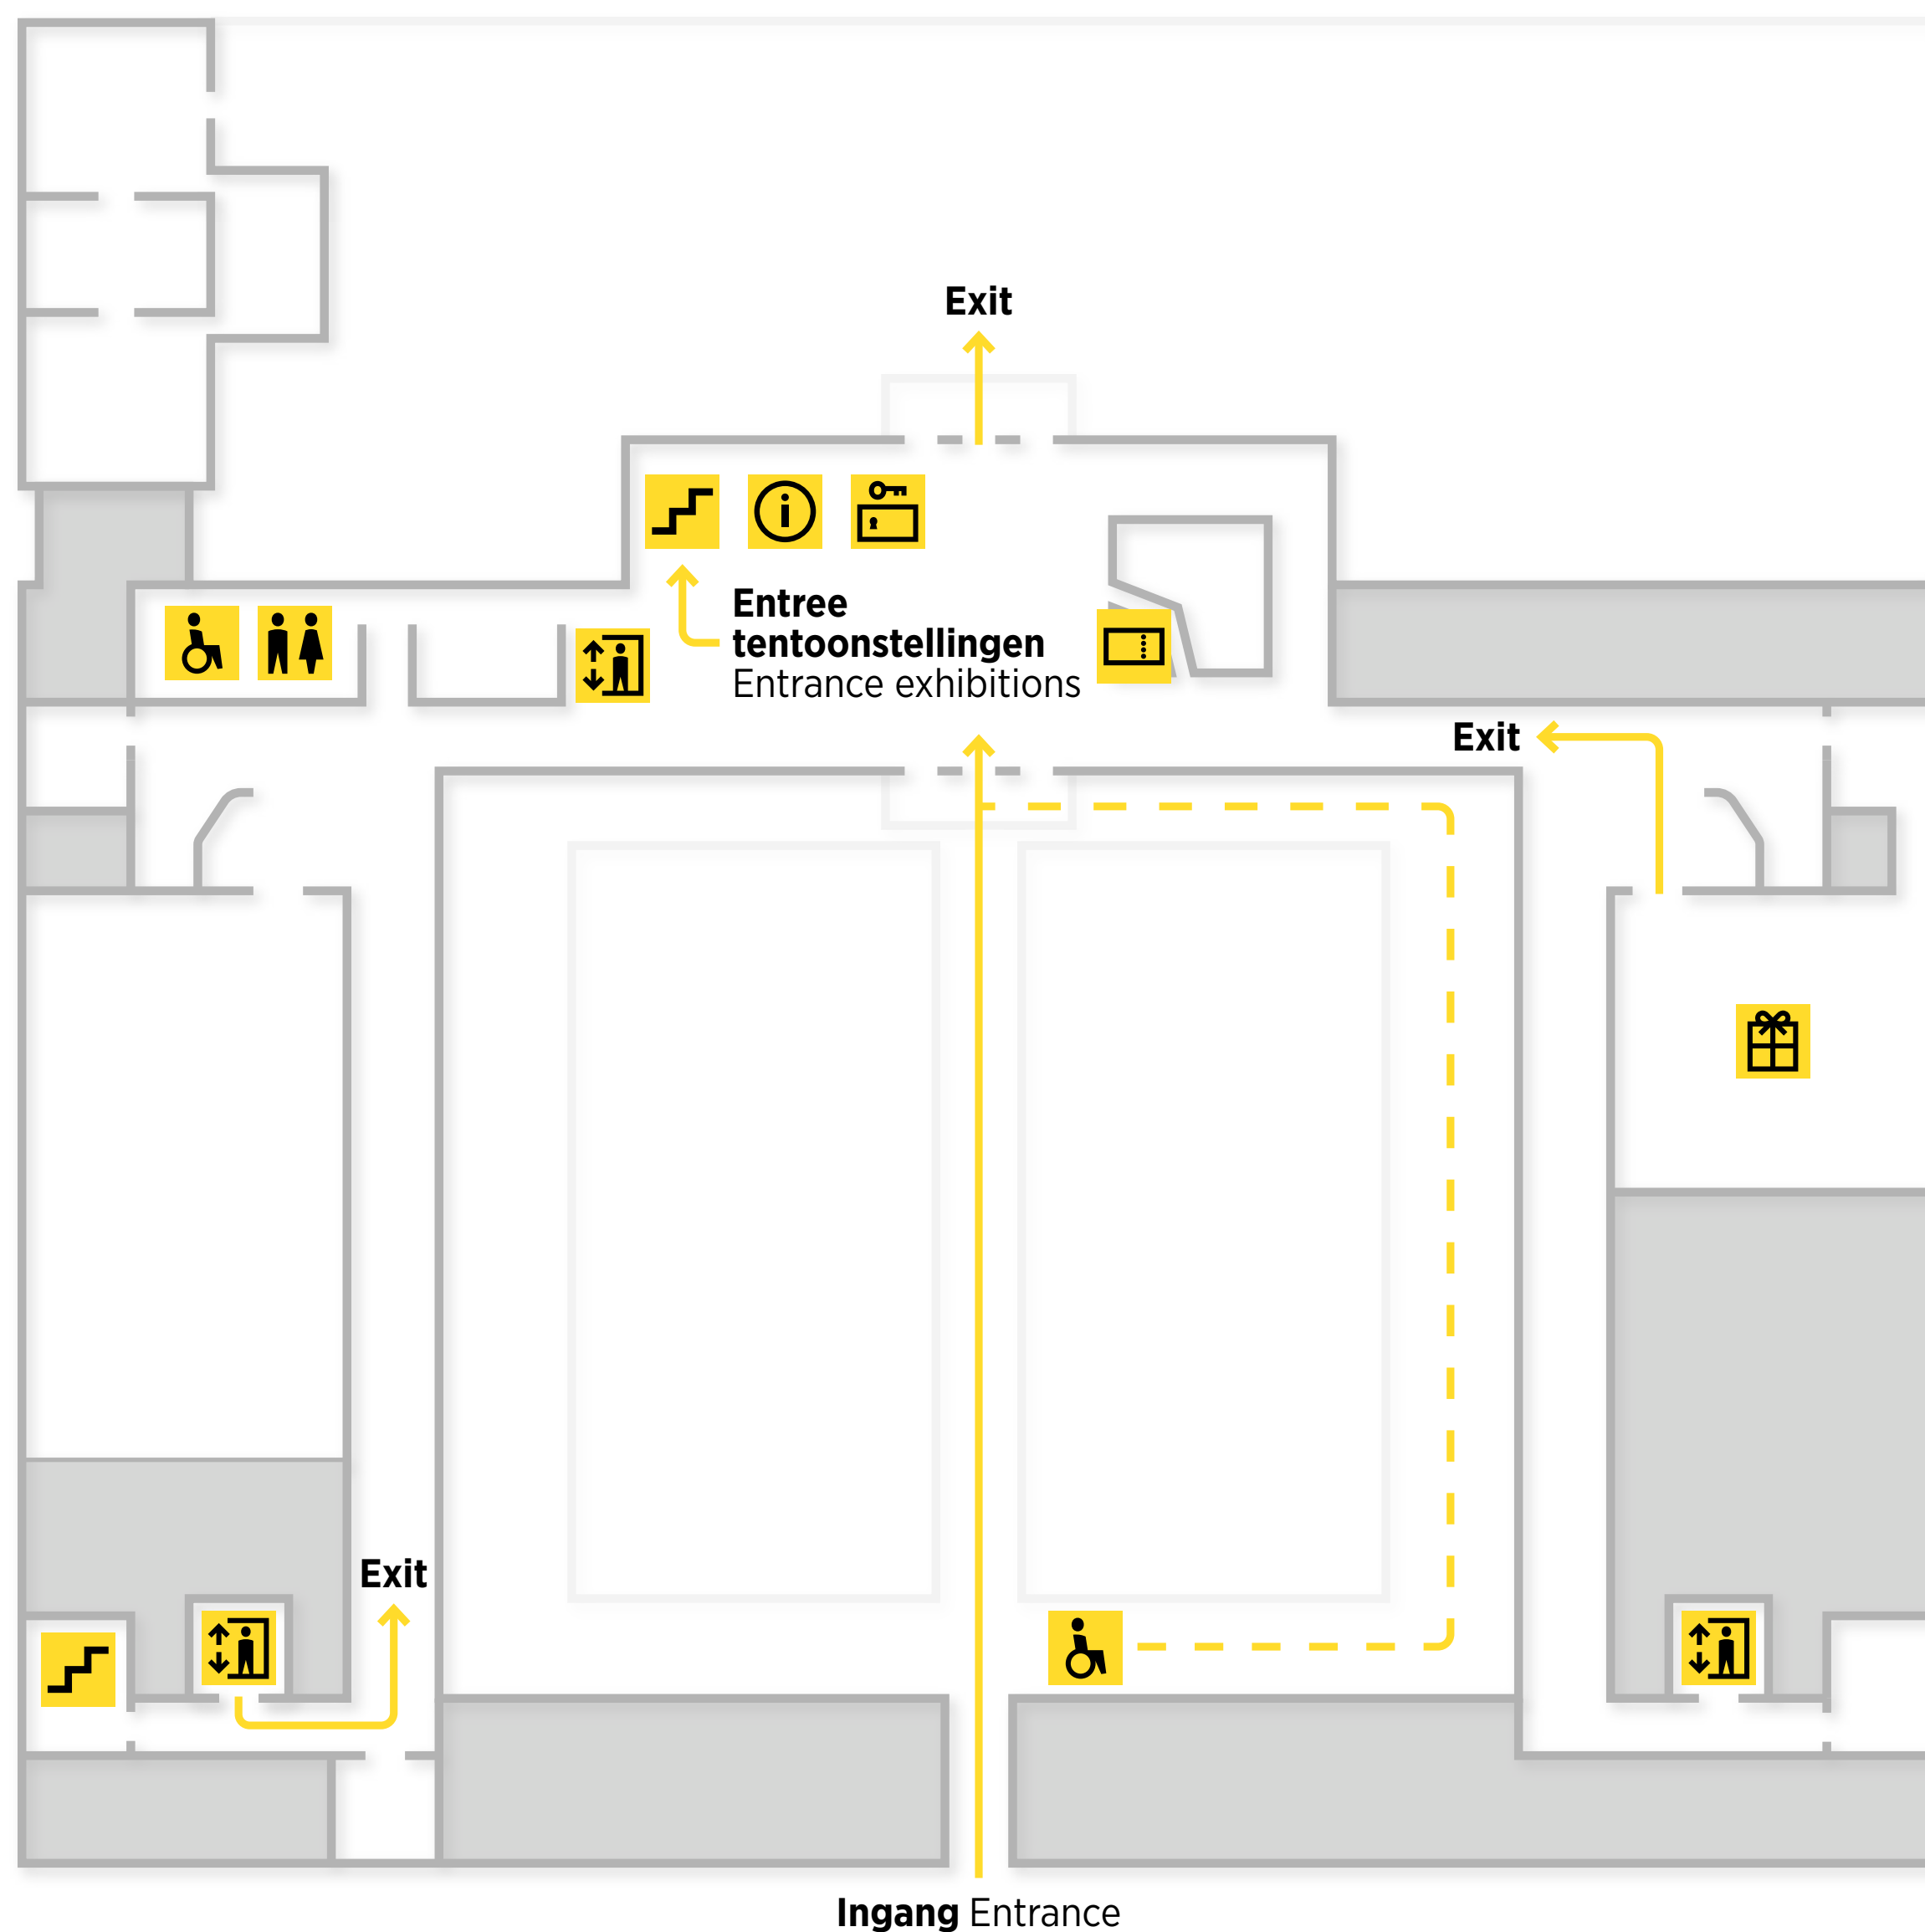 Exit
Entree
tentoonstellingen
Entrance exhibitions
Exit
Exit
Ingang Entrance